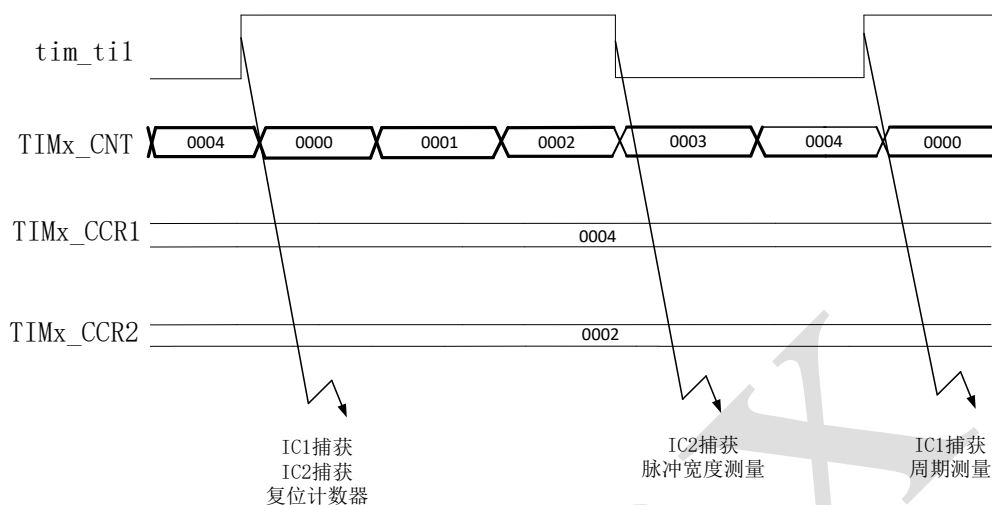 tim_ti1
TIMx_CNT 0004 0000 0001 0002 0003 0004 0000
TIMx_CCR1 0004
TIMx_CCR2 0002
IC1捕获
IC2捕获
复位计数器
IC2捕获
脉冲宽度测量
IC1捕获
周期测量